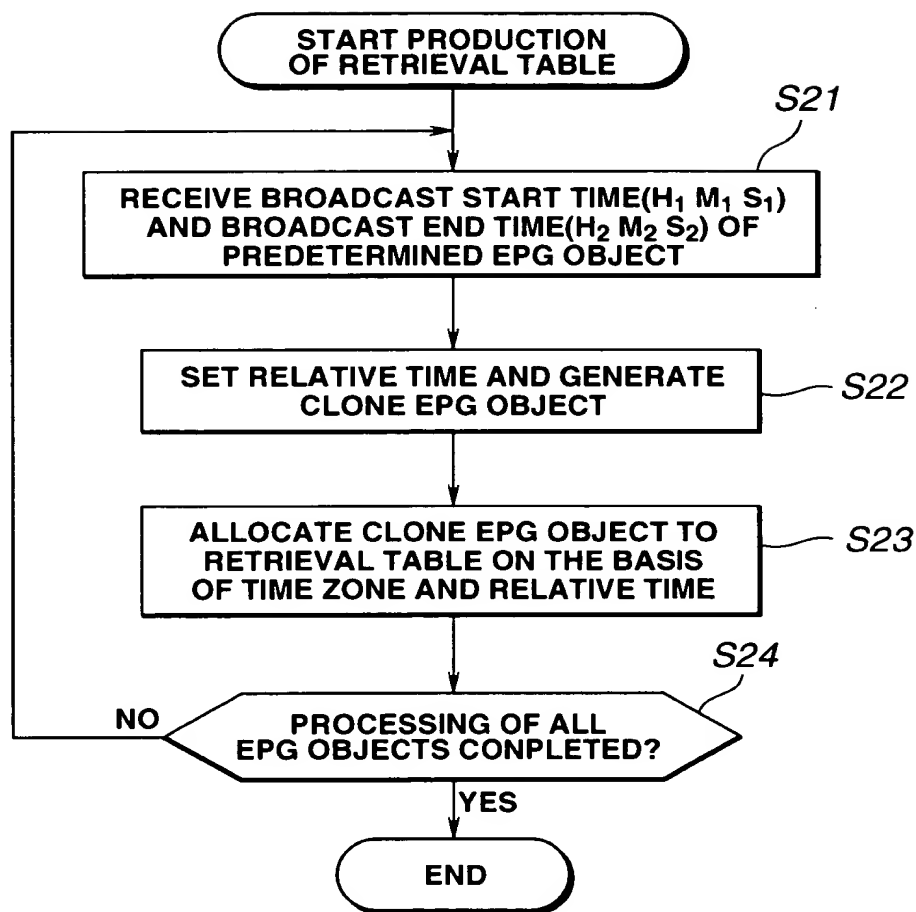 START PRODUCTION
OF RETRIEVAL TABLE
S21
RECEIVE BROADCAST START TIME(H₁ M₁ S₁)
AND BROADCAST END TIME(H₂ M₂ S₂) OF
PREDETERMINED EPG OBJECT
SET RELATIVE TIME AND GENERATE
CLONE EPG OBJECT
S22
ALLOCATE CLONE EPG OBJECT TO
RETRIEVAL TABLE ON THE BASIS
OF TIME ZONE AND RELATIVE TIME
S23
S24
NO
PROCESSING OF ALL
EPG OBJECTS CONPLETED?
YES
END